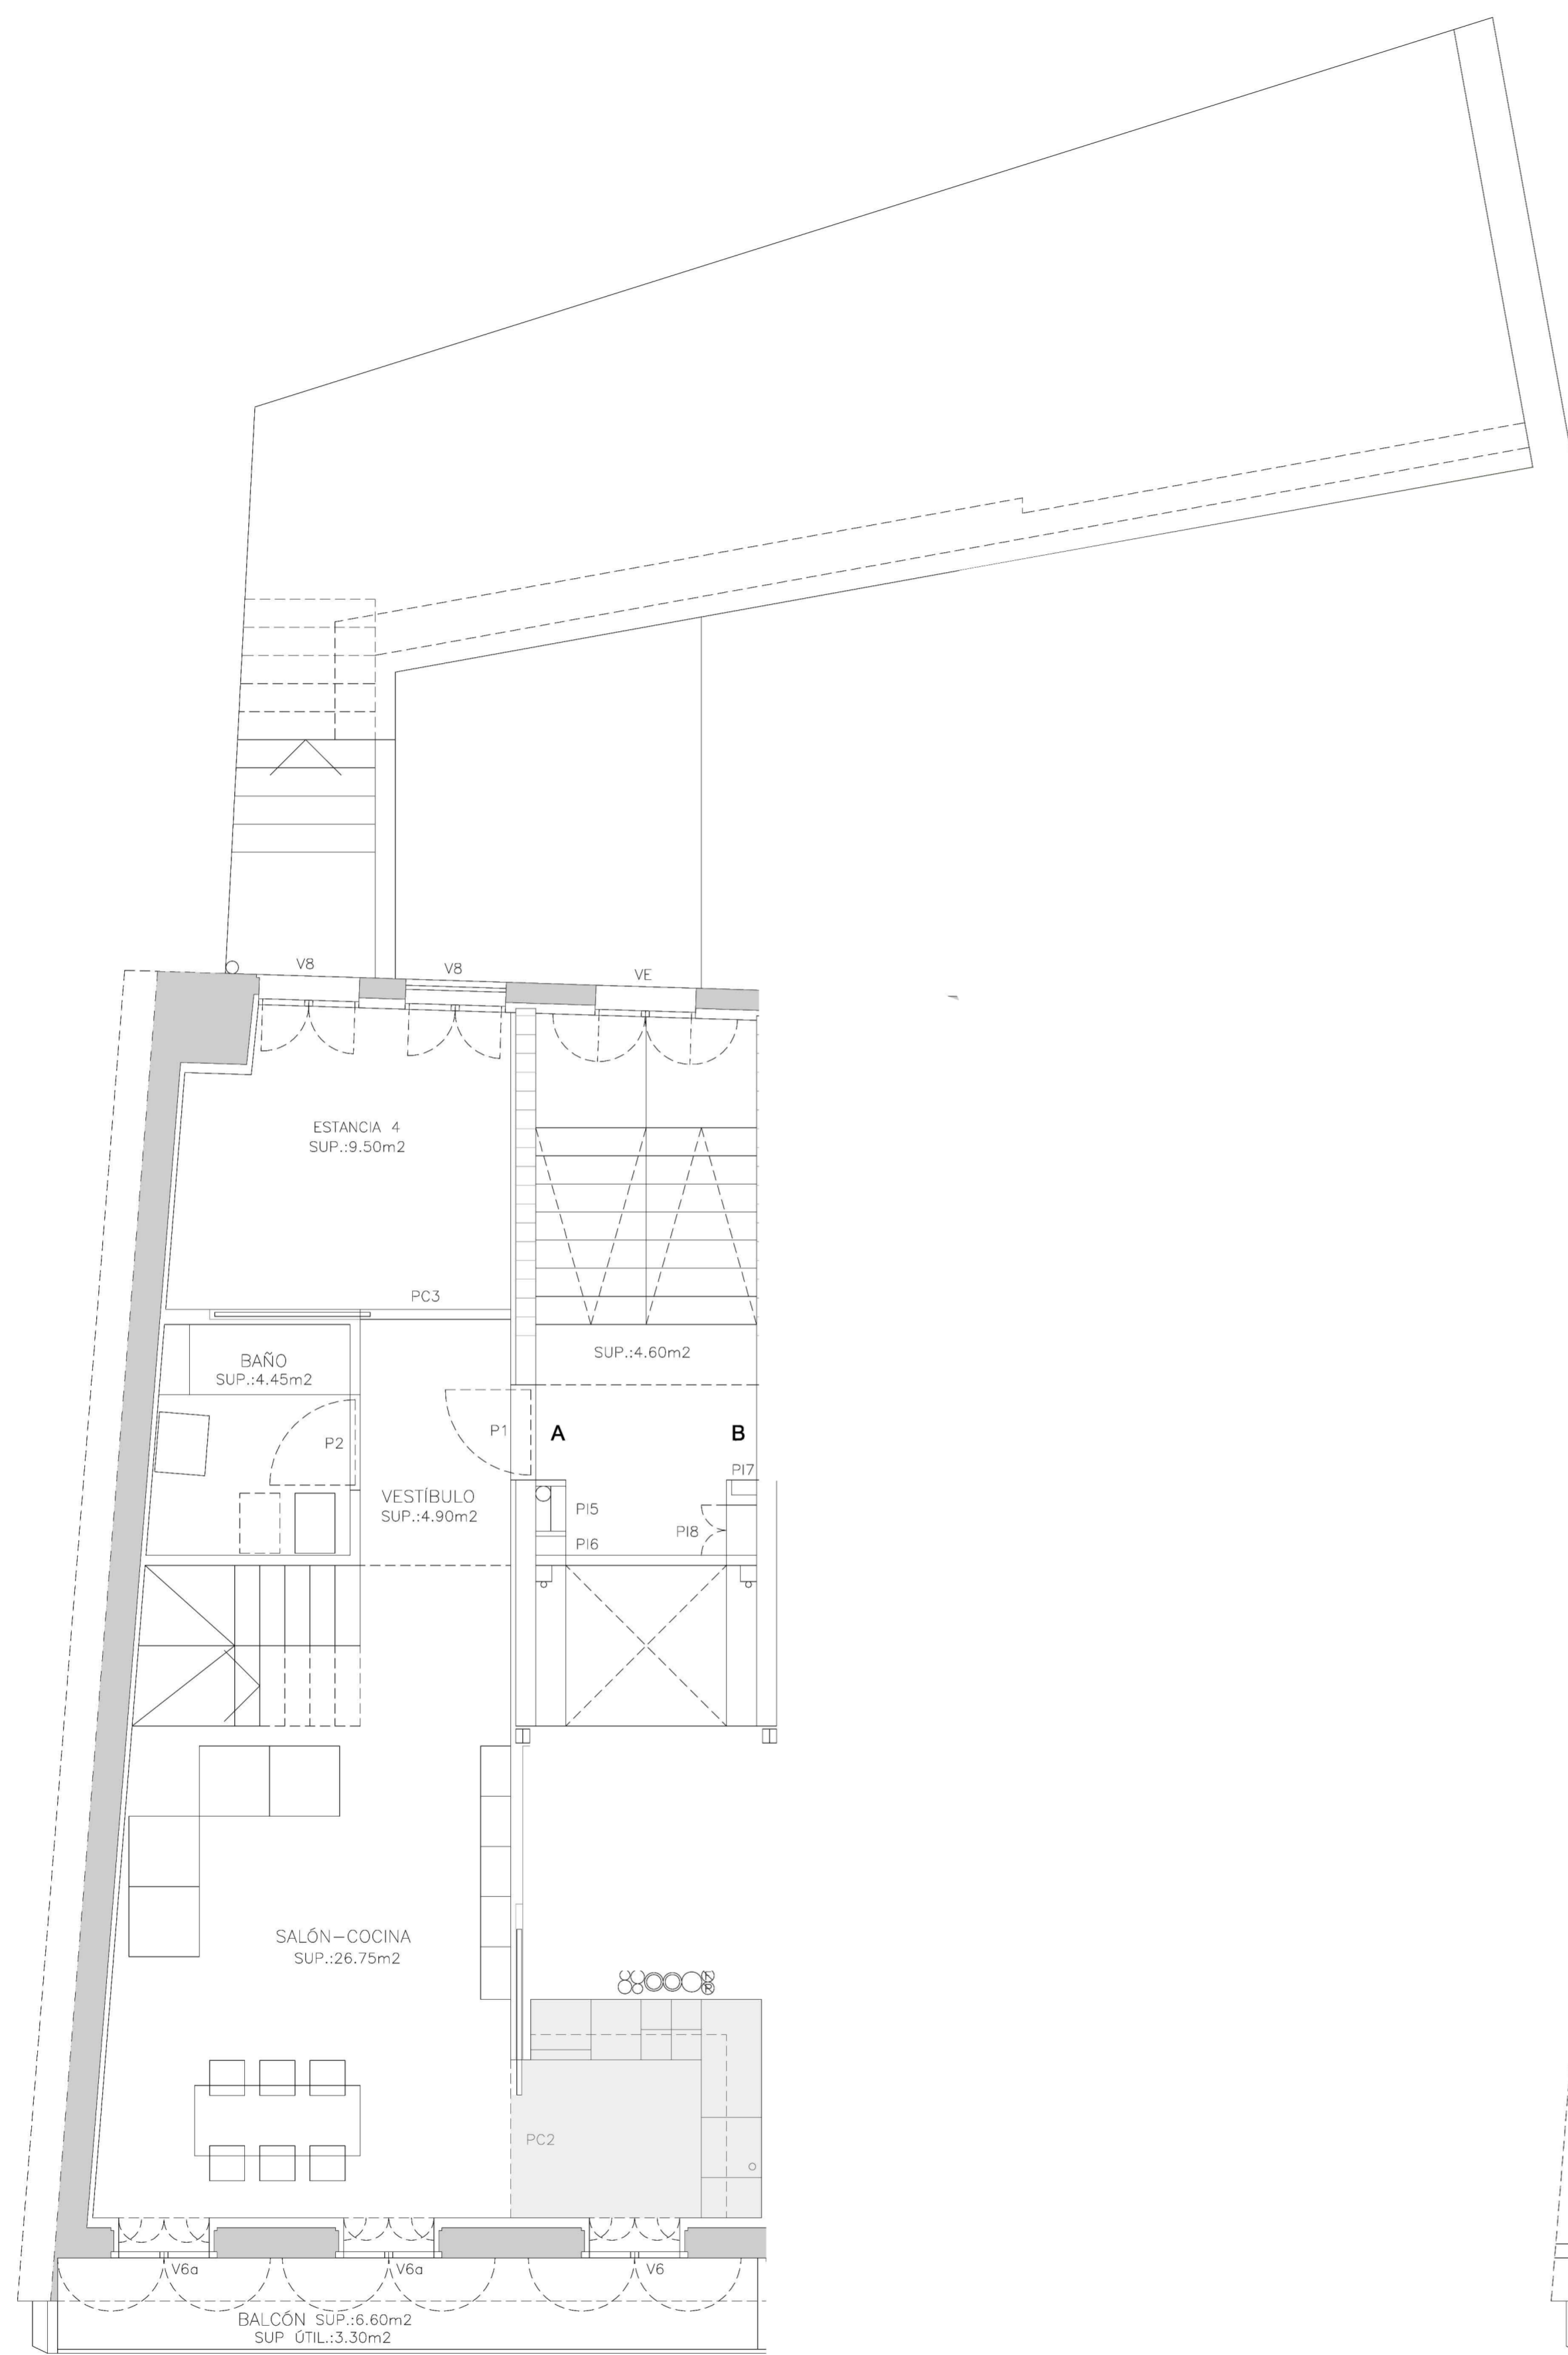 V8
V8
VE
ESTANCIA 4
SUP.:9.50m2
PC3
SUP.:4.60m2
BAÑO
SUP.:4.45m2
P2
P1
A
B
PI7
VESTÍBULO
SUP.:4.90m2
PI5
PI8
PI6
SALÓN-COCINA
SUP.:26.75m2
R
PC2
V6a
V6a
V6
BALCÓN SUP.:6.60m2
SUP ÚTIL.:3.30m2